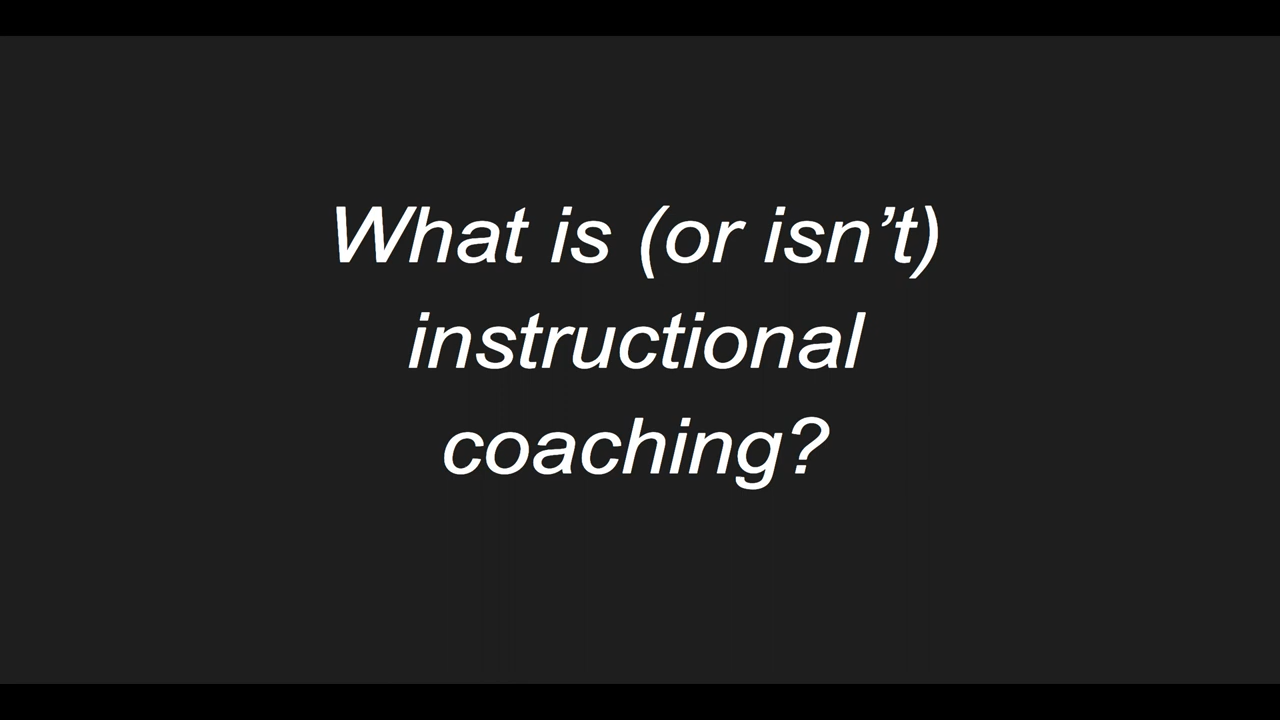 What is (or isn’t)
instructional
coaching?